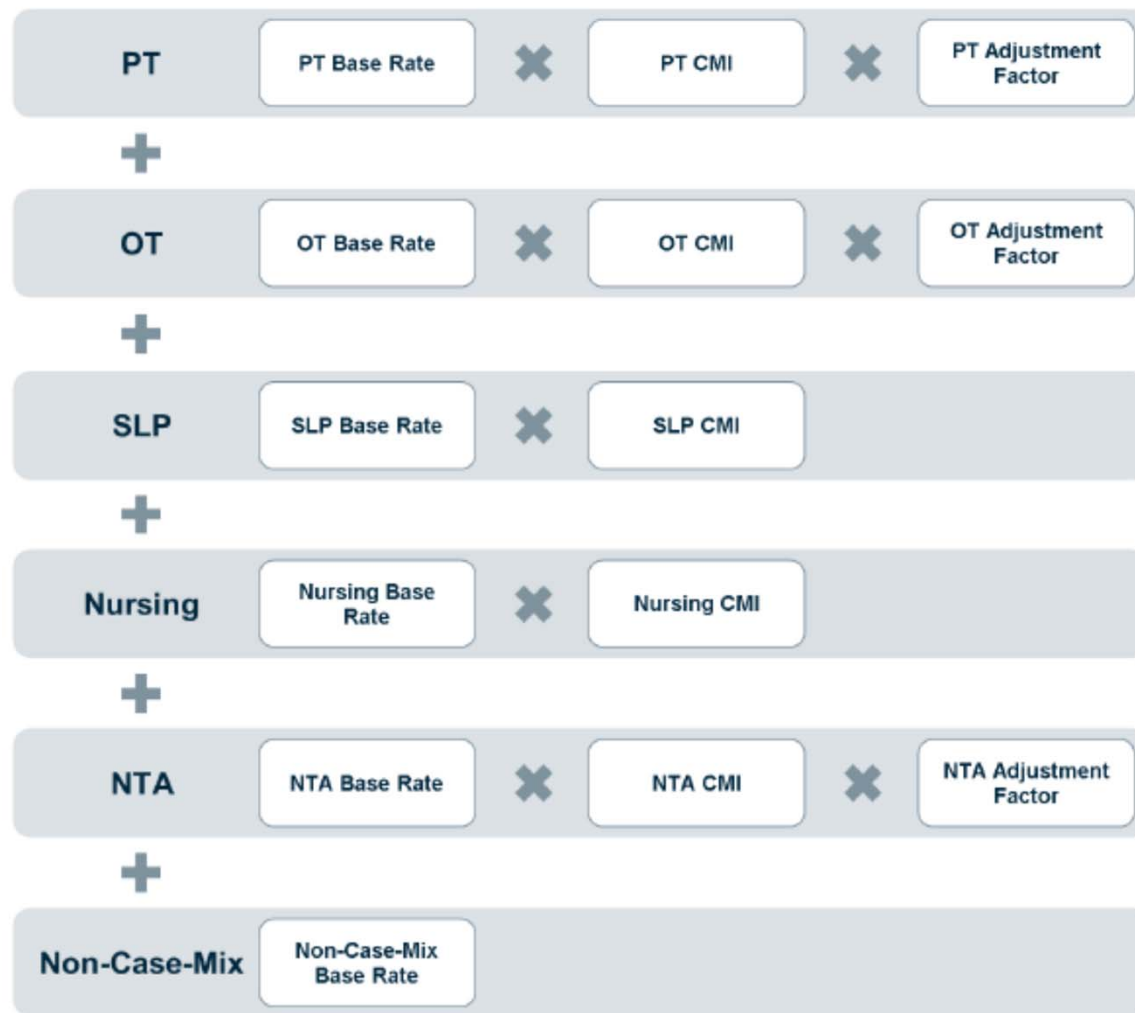 PT
PT Base Rate
PT CMI
PT Adjustment
Factor
OT
OT Base Rate
OT CMI
OT Adjustment
Factor
SLP
SLP Base Rate
SLP CMI
Nursing
Nursing Base
Rate
Nursing CMI
NTA
NTA Base Rate
NTA CMI
NTA Adjustment
Factor
Non-Case-Mix
Non-Case-Mix
Base Rate